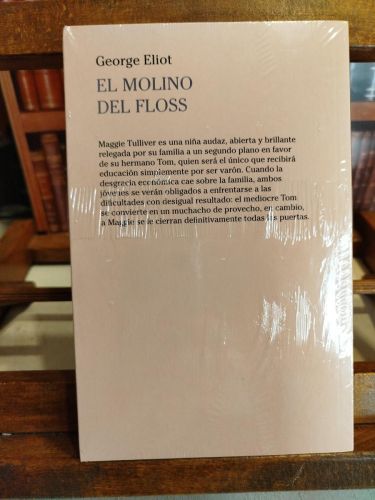 George Eliot
EL MOLINO
DEL FLOSS
Maggie Tulliver es una niña audaz, abierta y brillante
relegada por su familia a un segundo plano en favor
de su hermano Tom, quien será el único que recibirá
educación simplemente por ser varón. Cuando la
desgracia económica cae sobre la familia, ambos
jóvenes se verán obligados a enfrentarse a las
dificultades con desigual resultado: el mediocre Tom
se convierte en un muchacho de provecho, en cambio,
a Maggie se le cierran definitivamente todas las puertas.